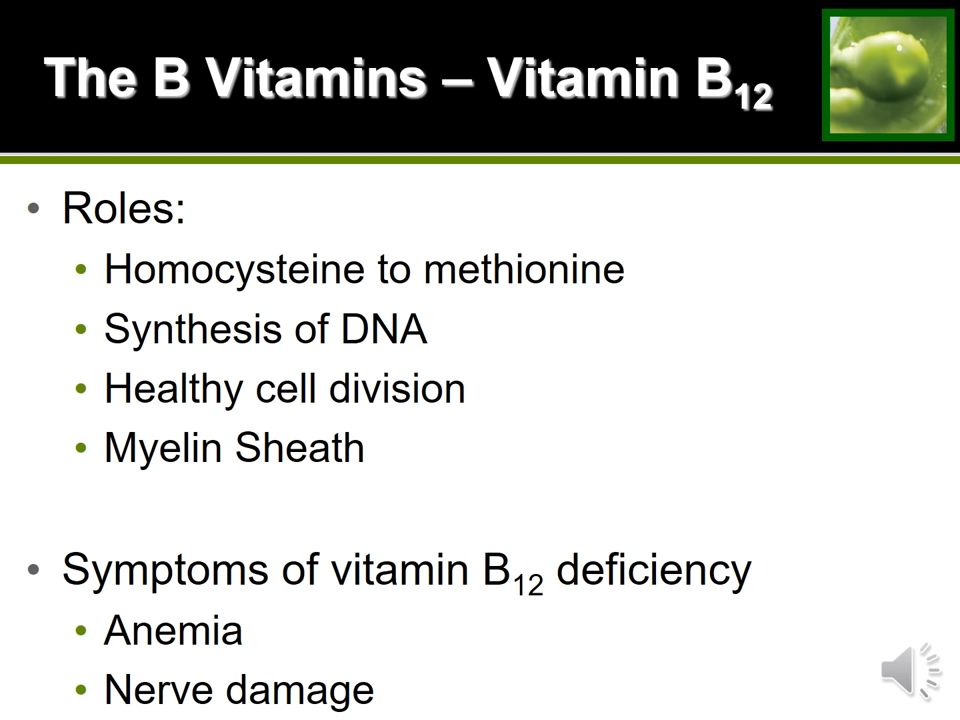 The B Vitamins – Vitamin B12
• Roles:
• Homocysteine to methionine
• Synthesis of DNA
• Healthy cell division
• Myelin Sheath
• Symptoms of vitamin B12 deficiency
• Anemia
• Nerve damage